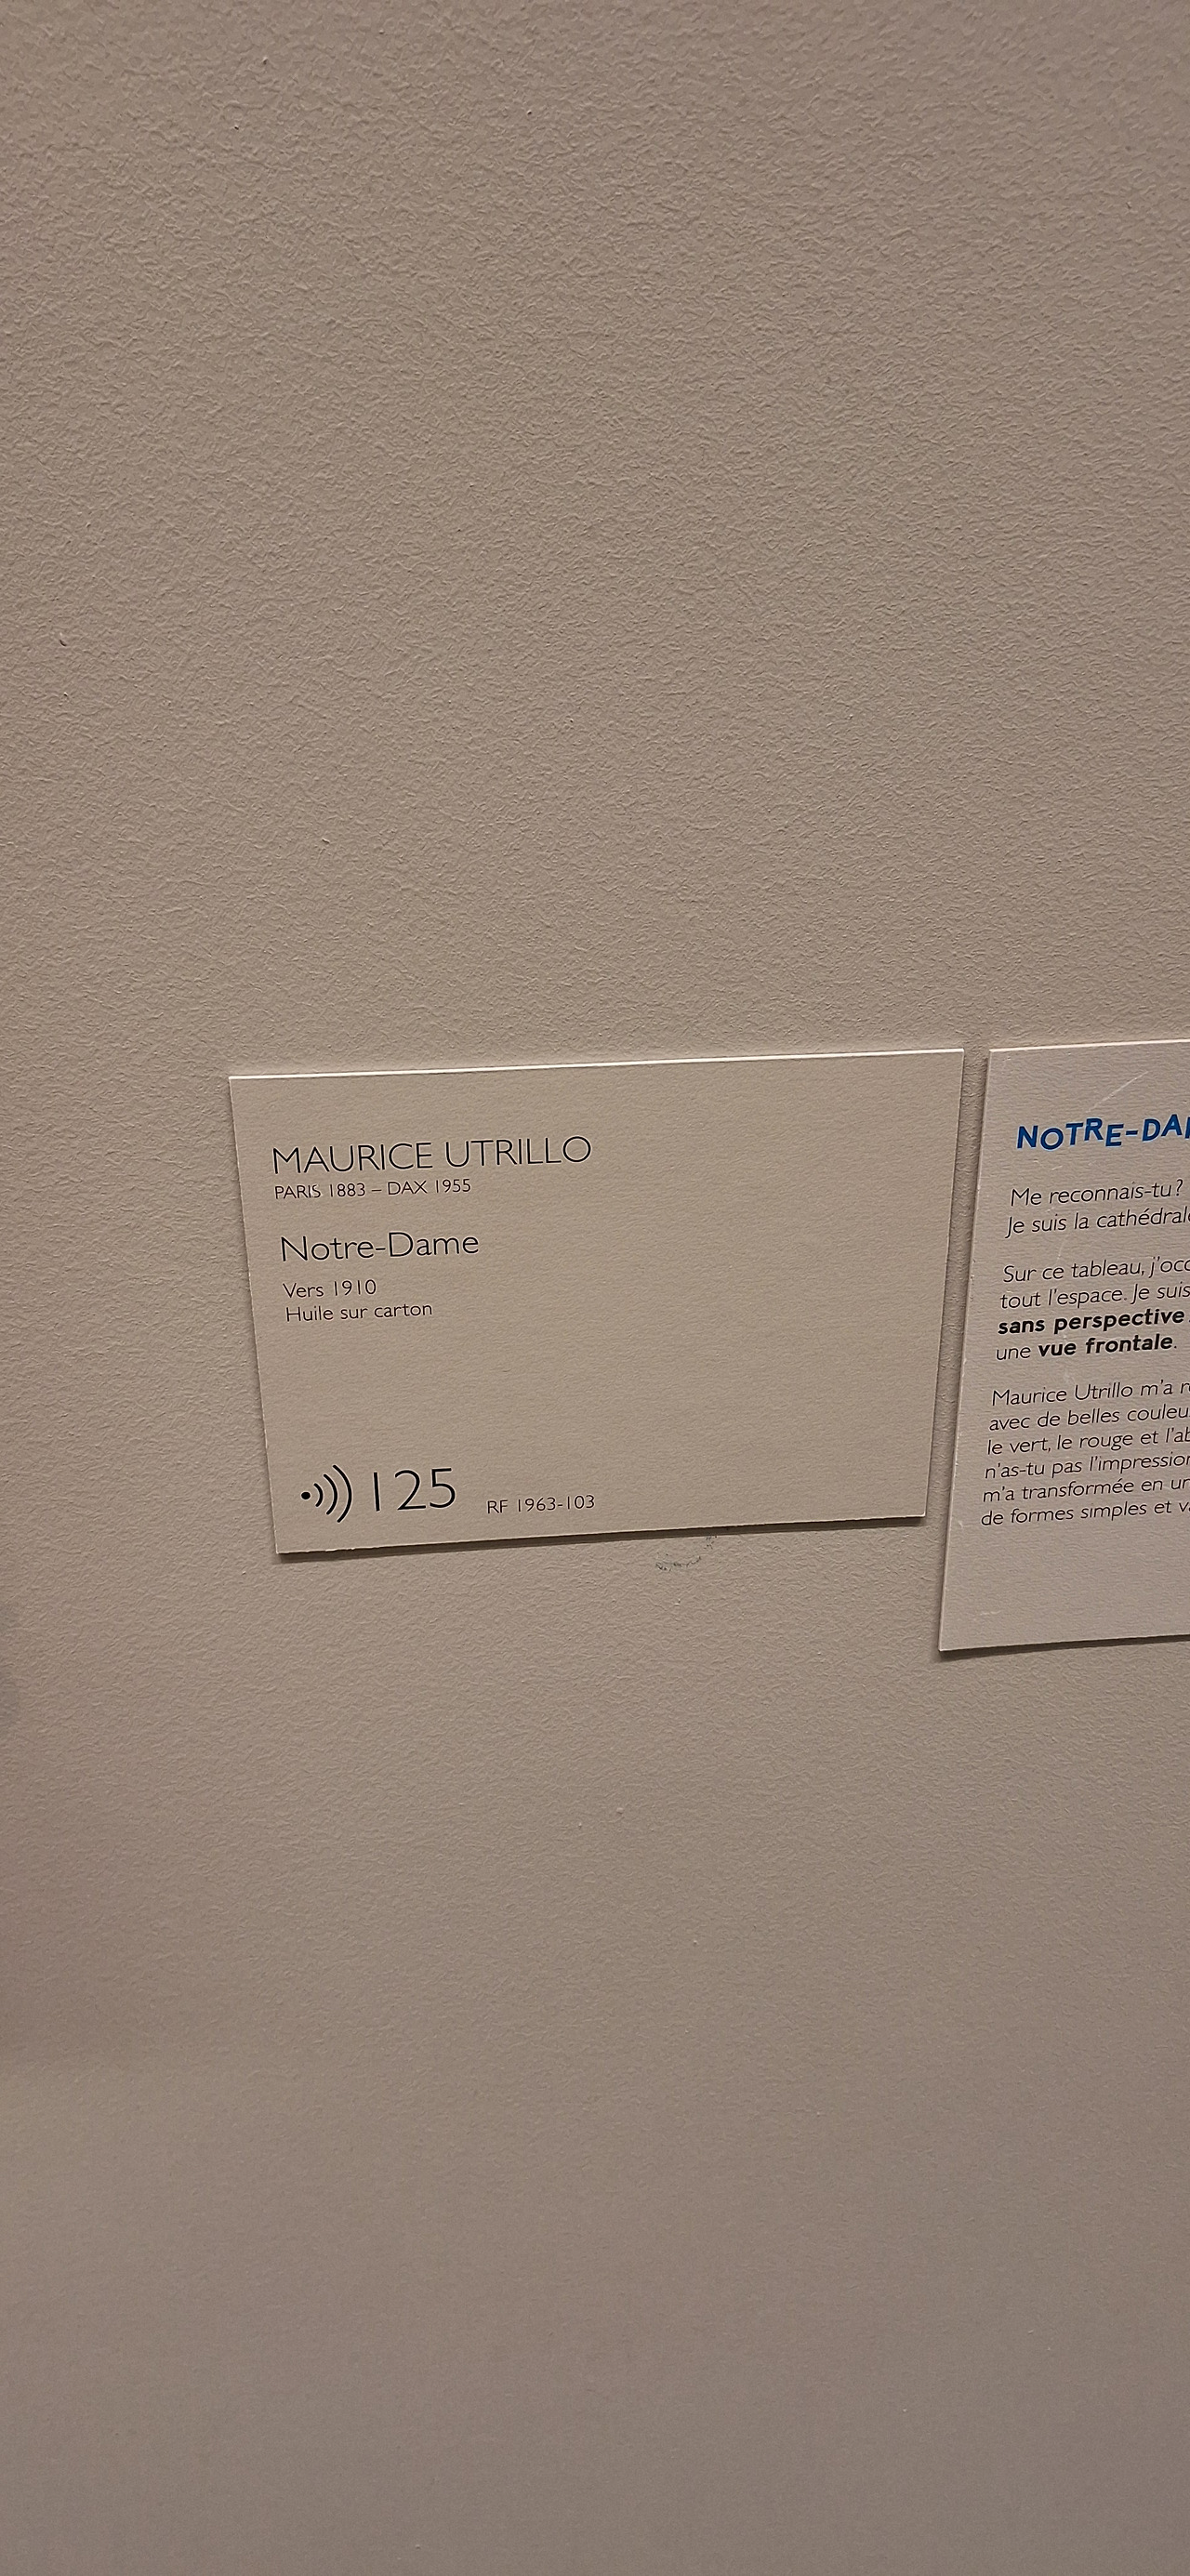 MAURICE UTRILLO
PARIS 1883 – DAX 1955
Notre-Dame
Vers 1910
Huile sur carton
125 RF 1963-103
Me reconnais-tu?
Je suis la
Sur ce tableau,
tout l'espace. Je suis
sans perspective
une vue frontale.
Maurice Utrillo m'a
avec de belles
le vert, le rouge et
n'as-tu pas
m'a transformée en
de formes simples et